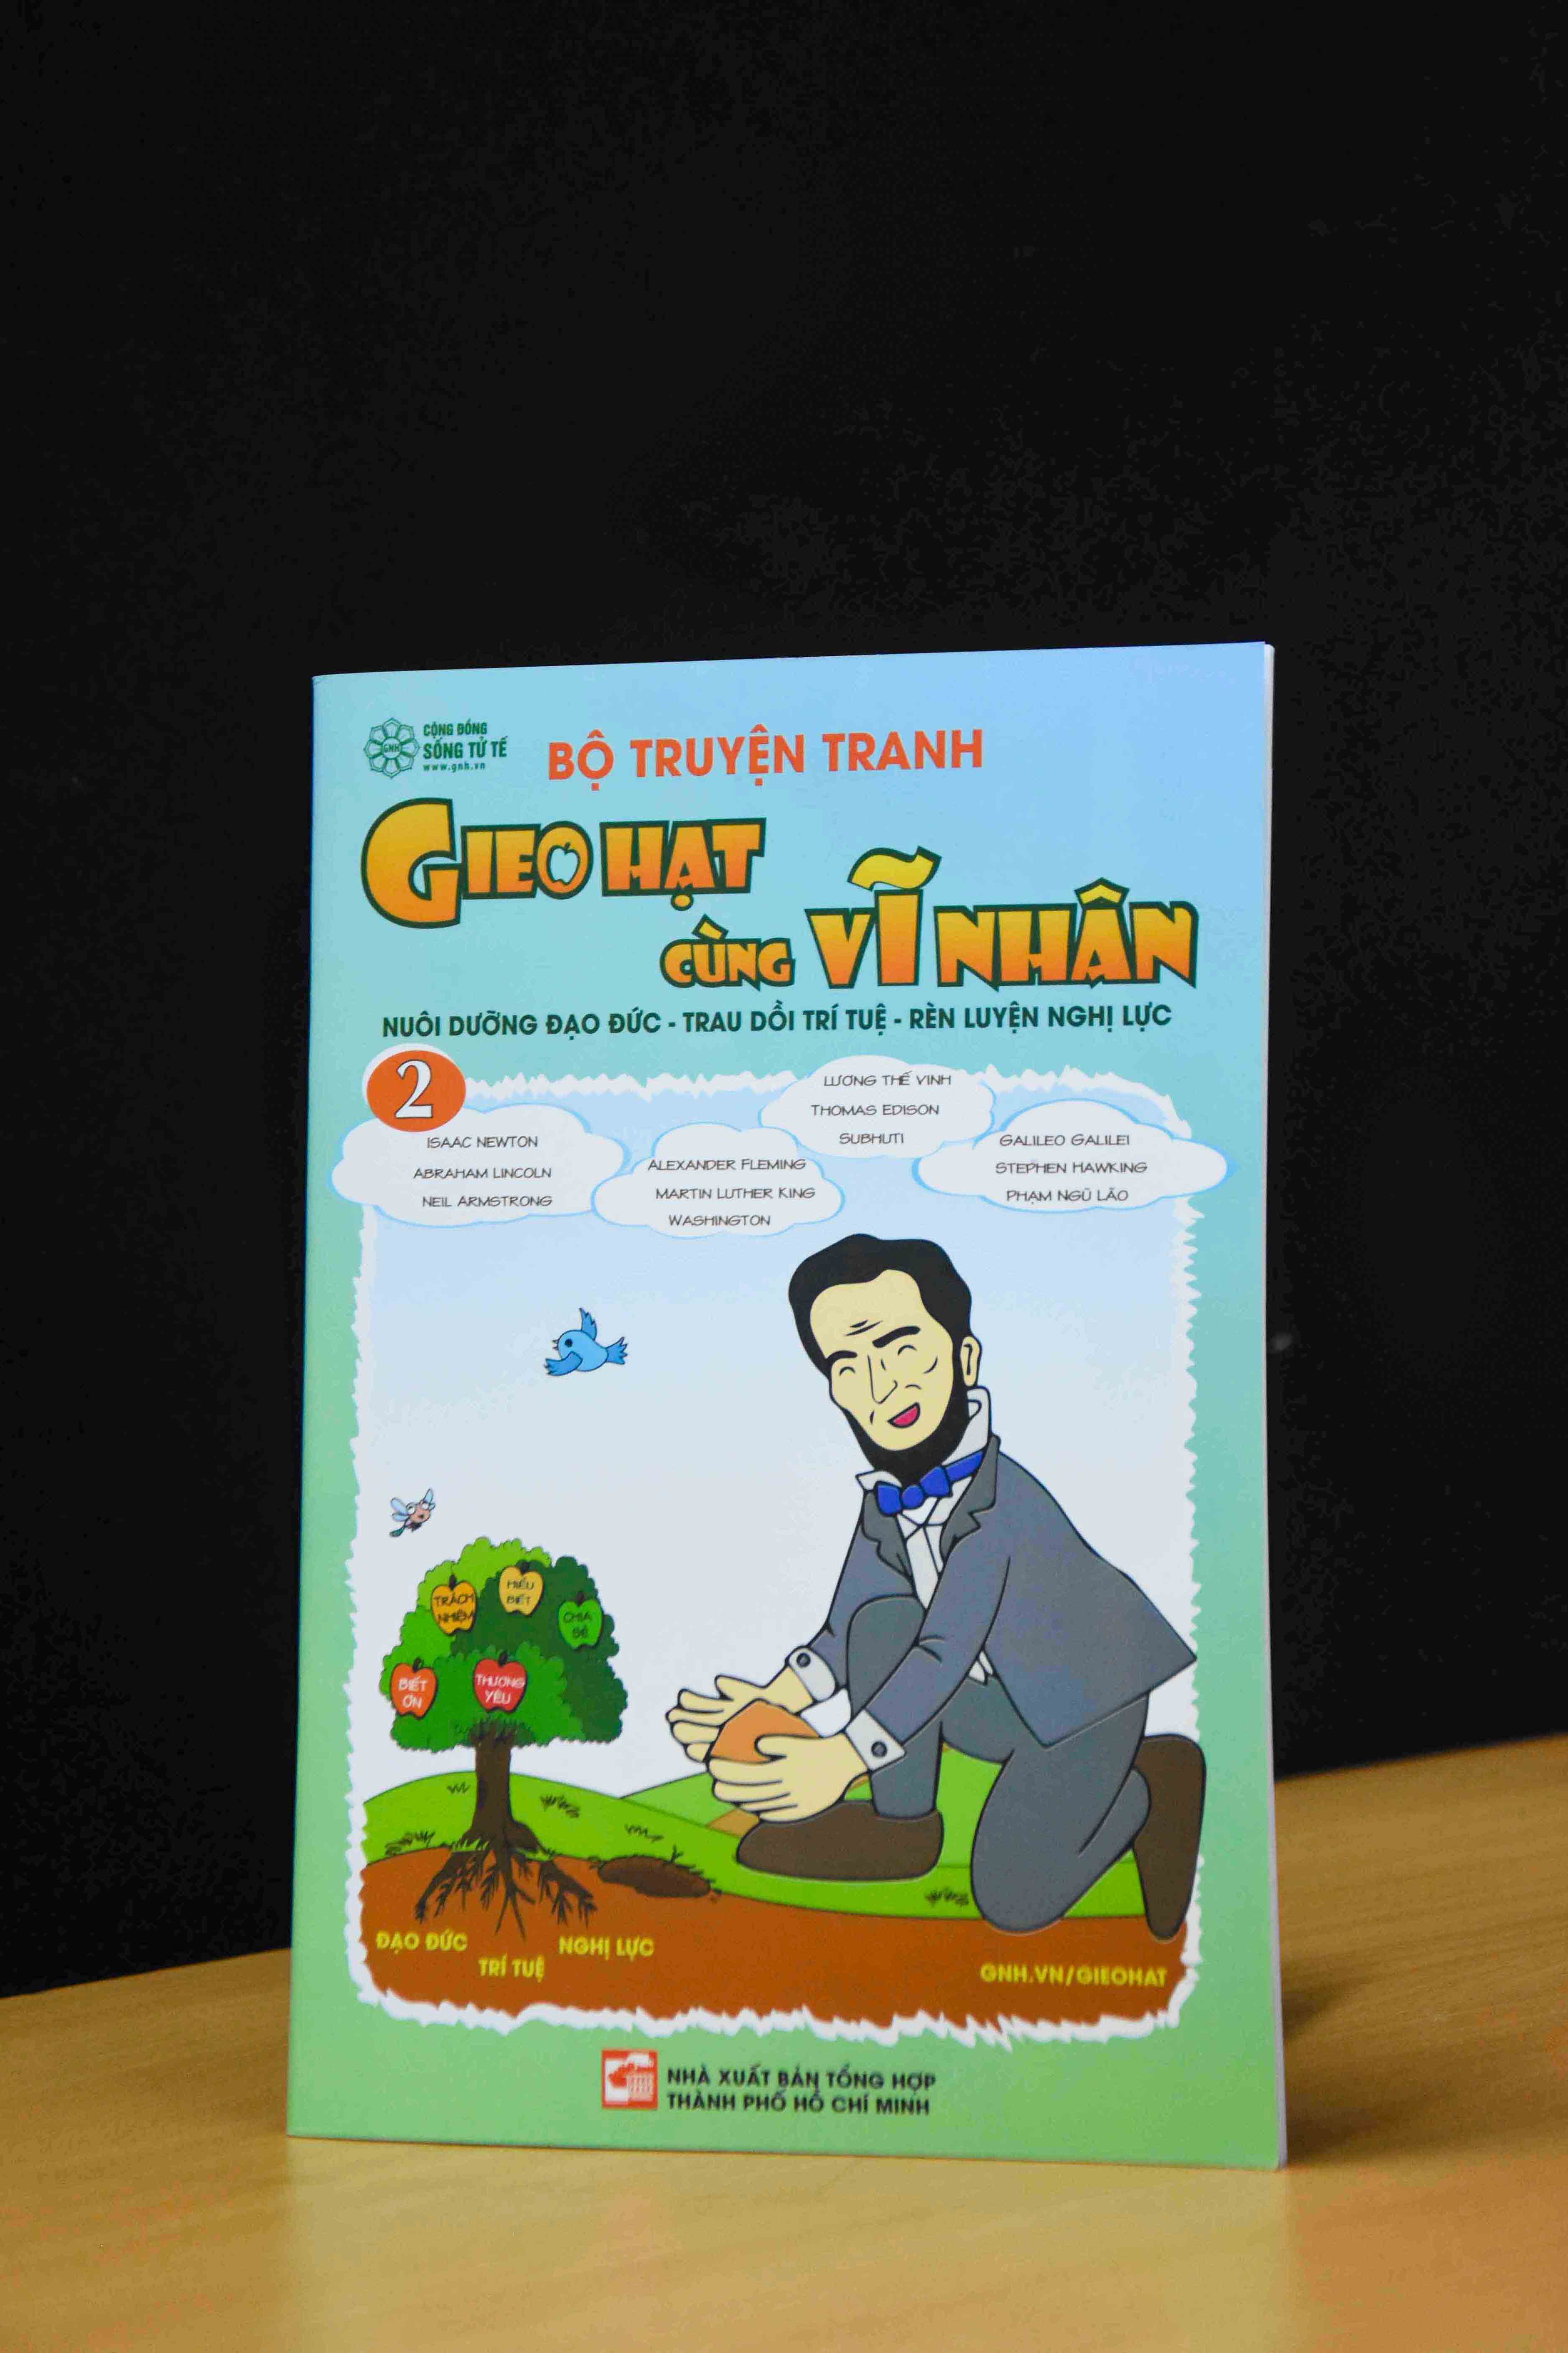 CỘNG ĐỒNG
SỐNG TỬ TẾ
www.gnh.vn
GNH
BỘ TRUYỆN TRANH
GIEO HẠT
CÙNG VĨ NHÂN
NUÔI DƯỠNG ĐẠO ĐỨC - TRAU DỒI TRÍ TUỆ - RÈN LUYỆN NGHỊ LỰC
2
ISAAC NEWTON
ABRAHAM LINCOLN
NEIL ARMSTRONG
ALEXANDER FLEMING
MARTIN LUTHER KING
WASHINGTON
LƯƠNG THẾ VINH
THOMAS EDISON
SUBHUTI
GALILEO GALILEI
STEPHEN HAWKING
PHẠM NGŨ LÃO
TRÁCH
NHIỆM
HIỂU
BIẾT
CHIA
SẺ
BIẾT
ƠN
THƯƠNG
YÊU
ĐẠO ĐỨC
TRÍ TUỆ
NGHỊ LỰC
GNH.VN/GIEOHAT
NHÀ XUẤT BẢN TỔNG HỢP
THÀNH PHỐ HỒ CHÍ MINH